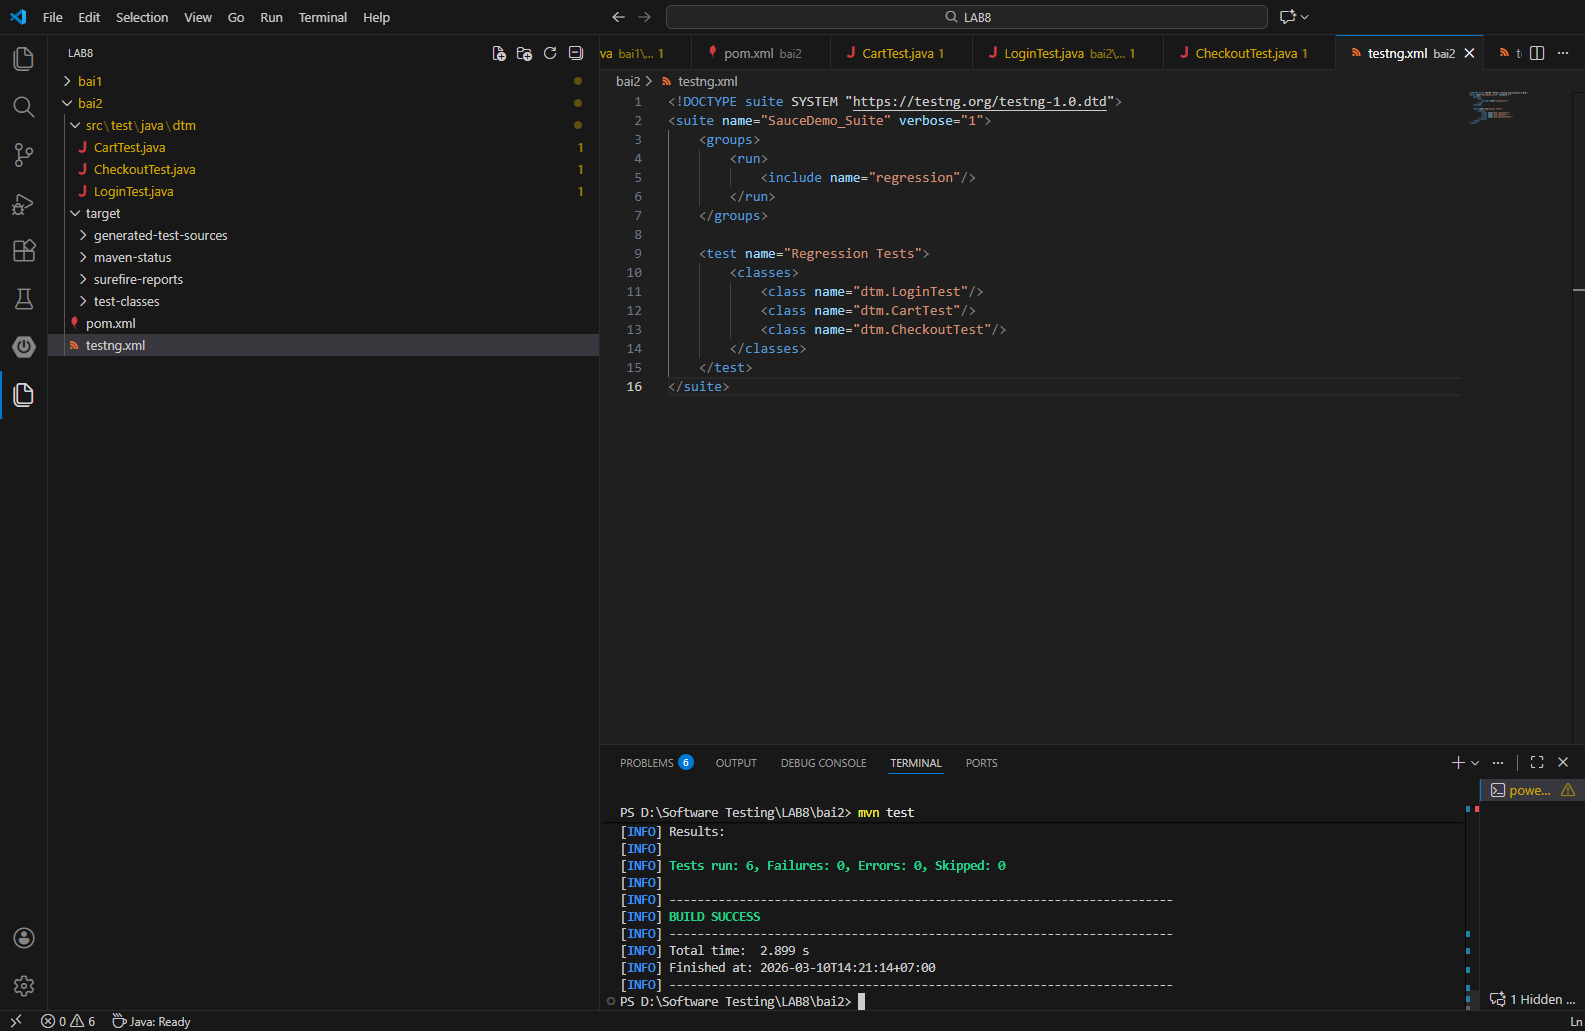 File Edit Selection View Go Run Terminal Help
LAB8
LAB8
bai1
bai2
src\test\java\dtm
CartTest.java 1
CheckoutTest.java 1
LoginTest.java 1
target
generated-test-sources
maven-status
surefire-reports
test-classes
pom.xml
testng.xml
va bai1\... 1 pom.xml bai2 CartTest.java 1 LoginTest.java bai2\... 1 CheckoutTest.java 1 testng.xml bai2
bai2 > testng.xml
1 <!DOCTYPE suite SYSTEM "https://testng.org/testng-1.0.dtd">
2 <suite name="SauceDemo_Suite" verbose="1">
3 <groups>
4 <run>
5 <include name="regression"/>
6 </run>
7 </groups>
8
9 <test name="Regression Tests">
10 <classes>
11 <class name="dtm.LoginTest"/>
12 <class name="dtm.CartTest"/>
13 <class name="dtm.CheckoutTest"/>
14 </classes>
15 </test>
16 </suite>
PROBLEMS 6 OUTPUT DEBUG CONSOLE TERMINAL PORTS
powe...
PS D:\Software Testing\LAB8\bai2> mvn test
[INFO] Results:
[INFO]
[INFO] Tests run: 6, Failures: 0, Errors: 0, Skipped: 0
[INFO]
[INFO] ------------------------------------------------------------------------
[INFO] BUILD SUCCESS
[INFO] ------------------------------------------------------------------------
[INFO] Total time:  2.899 s
[INFO] Finished at: 2026-03-10T14:21:14+07:00
[INFO] ------------------------------------------------------------------------
PS D:\Software Testing\LAB8\bai2>
1 Hidden ...
0 6 Java: Ready
Ln